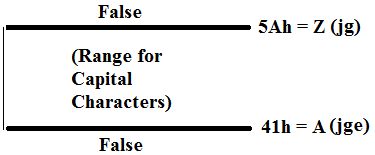 False
5Ah = Z (jg)
(Range for
Capital
Characters)
41h = A (jge)
False